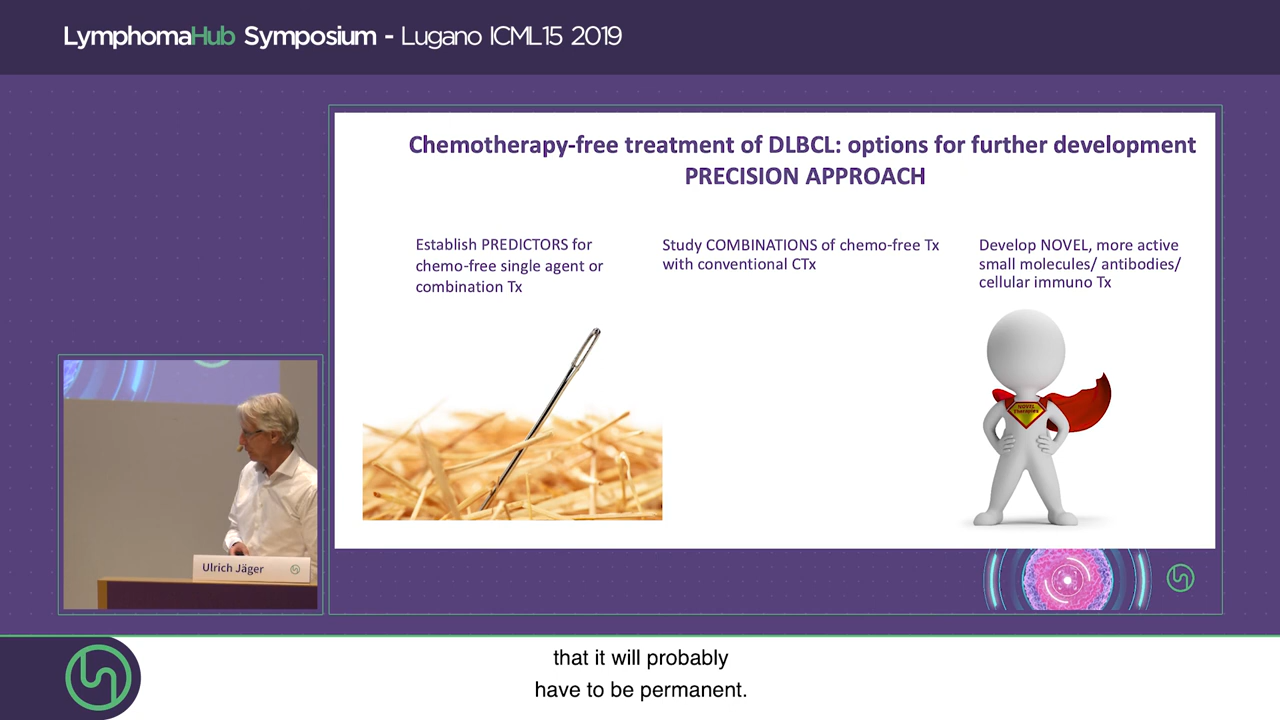 LymphomaHub Symposium - Lugano ICML15 2019
Chemotherapy-free treatment of DLBCL: options for further development
PRECISION APPROACH
Establish PREDICTORS for
chemo-free single agent or
combination Tx
Study COMBINATIONS of chemo-free Tx
with conventional CTx
Develop NOVEL, more active
small molecules/ antibodies/
cellular immuno Tx
NOVEL
Therapies
Ulrich Jäger
that it will probably
have to be permanent.